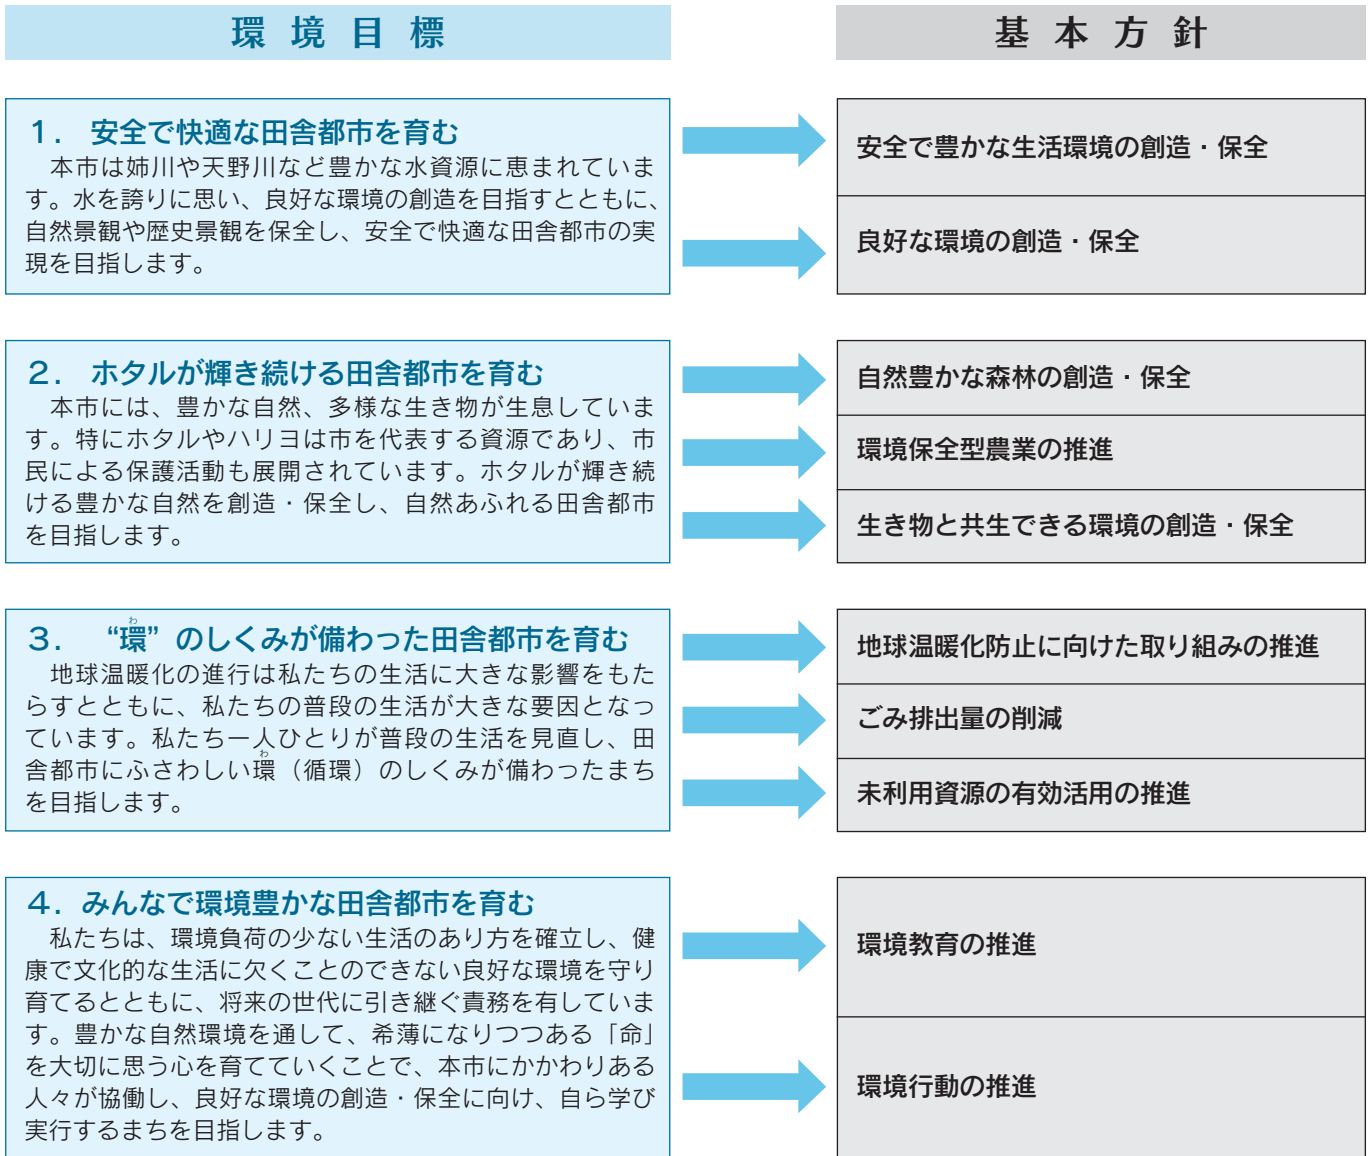 環境目標
基本方針
1. 安全で快適な田舎都市を育む
本市は姉川や天野川など豊かな水資源に恵まれていま
す。水を誇りに思い、良好な環境の創造を目指すとともに、
自然景観や歴史景観を保全し、安全で快適な田舎都市の実
現を目指します。
安全で豊かな生活環境の創造・保全
良好な環境の創造・保全
2. ホタルが輝き続ける田舎都市を育む
本市には、豊かな自然、多様な生き物が生息していま
す。特にホタルやハリヨは市を代表する資源であり、市
民による保護活動も展開されています。ホタルが輝き続
ける豊かな自然を創造・保全し、自然あふれる田舎都市
を目指します。
自然豊かな森林の創造・保全
環境保全型農業の推進
生き物と共生できる環境の創造・保全
わ
3. “環”のしくみが備わった田舎都市を育む
地球温暖化の進行は私たちの生活に大きな影響をもた
らすとともに、私たちの普段の生活が大きな要因となっ
ています。私たち一人ひとりが普段の生活を見直し、田
わ
舎都市にふさわしい環（循環）のしくみが備わったまち
を目指します。
地球温暖化防止に向けた取り組みの推進
ごみ排出量の削減
未利用資源の有効活用の推進
4. みんなで環境豊かな田舎都市を育む
私たちは、環境負荷の少ない生活のあり方を確立し、健
康で文化的な生活に欠くことのできない良好な環境を守り
育てるとともに、将来の世代に引き継ぐ責務を有していま
す。豊かな自然環境を通して、希薄になりつつある「命」
を大切に思う心を育てていくことで、本市にかかわりある
人々が協働し、良好な環境の創造・保全に向け、自ら学び
実行するまちを目指します。
環境教育の推進
環境行動の推進